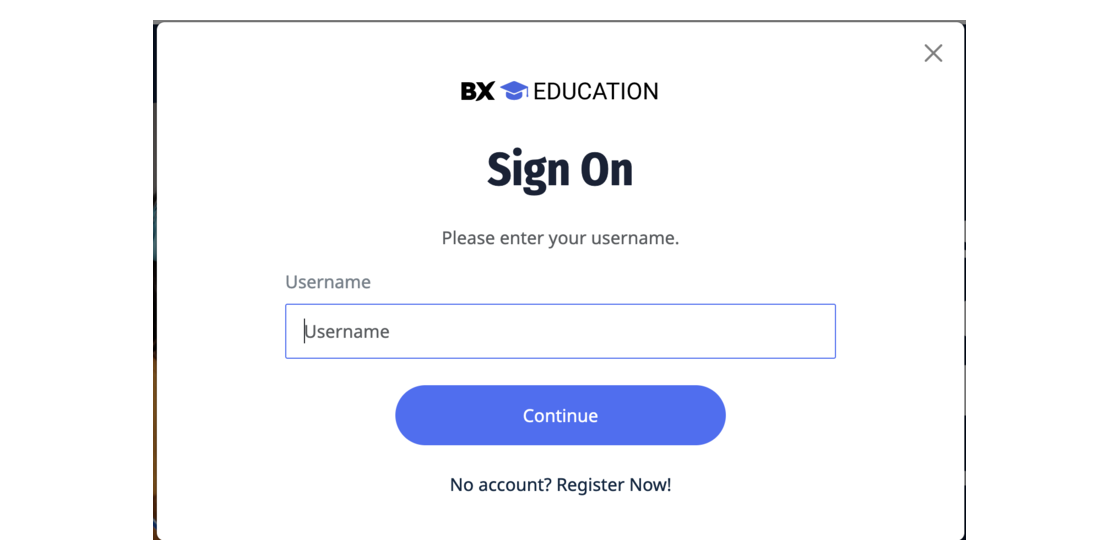 BX EDUCATION
Sign On
Please enter your username.
Username
Username
Continue
No account? Register Now!